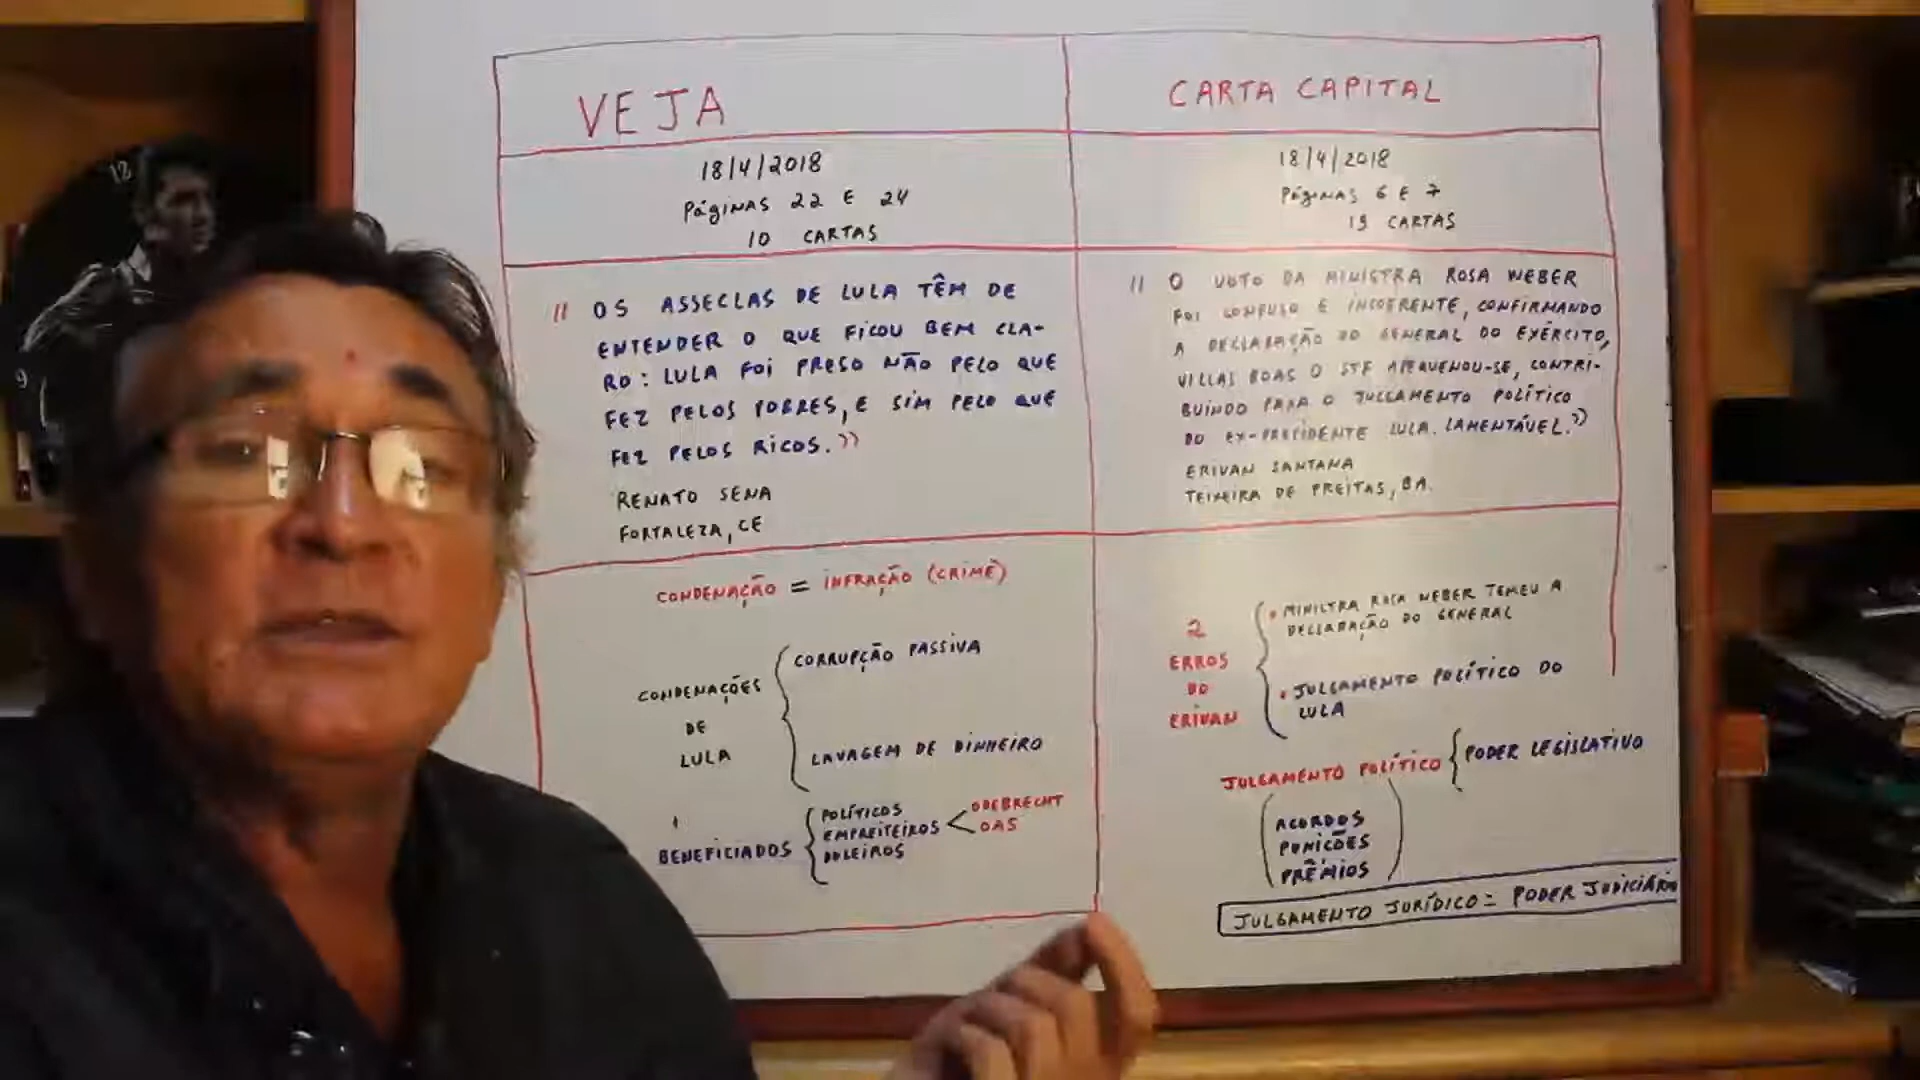 VEJA
18/4/2018
PÁGINAS 22 E 24
10 CARTAS
" OS ASSECLAS DE LULA TÊM DE
ENTENDER O QUE FICOU BEM CLA-
RO: LULA FOI PRESO NÃO PELO QUE
FEZ PELOS POBRES, E SIM PELO QUE
FEZ PELOS RICOS."
RENATO SENA
FORTALEZA, CE
CONDENAÇÃO = INFRAÇÃO (CRIME)
CONDENAÇÕES
DE
LULA
CORRUPÇÃO PASSIVA
LAVAGEM DE DINHEIRO
BENEFICIADOS
POLÍTICOS
EMPREITEIROS
DOLEIROS
ODEBRECHT
OAS
CARTA CAPITAL
18/4/2018
PÁGINAS 6 E 7
CARTAS
" O VOTO DA MINISTRA ROSA WEBER
FOI CONFUSO E INCOERENTE, CONFIRMANDO
A DECLARAÇÃO DO GENERAL DO EXÉRCITO,
VILLAS BOAS O STF APEQUENOU-SE, CONTRI-
BUINDO PARA O JULGAMENTO POLÍTICO
DO EX-PRESIDENTE LULA. LAMENTÁVEL."
ERIVAN SANTANA
TEIXEIRA DE FREITAS, BA.
2
ERROS
DO
ERIVAN
• MINISTRA ROSA WEBER TEMEU A
DECLARAÇÃO DO GENERAL
• JULGAMENTO POLÍTICO DO
LULA
JULGAMENTO POLÍTICO
PODER LEGISLATIVO
ACORDOS
PUNIÇÕES
PRÊMIOS
JULGAMENTO JURÍDICO = PODER JUDICIÁRIO
12
9